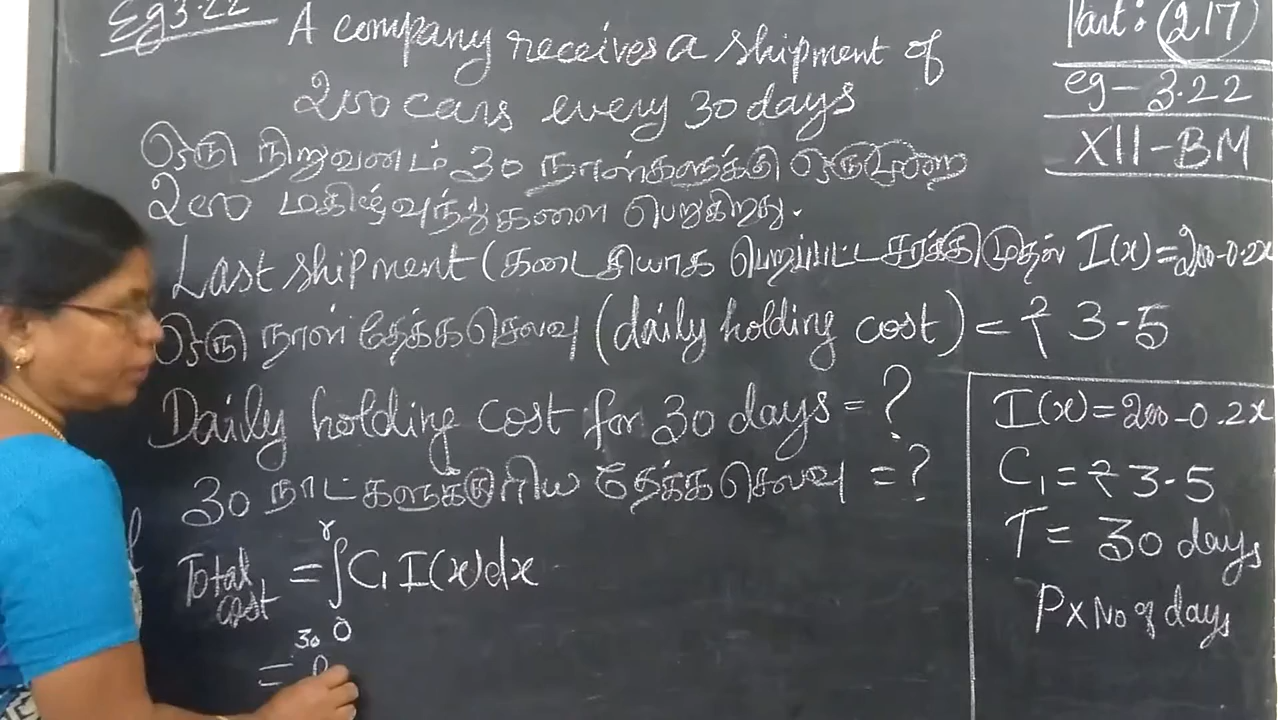 Eg 3.22
A company receives a shipment of
200 cars every 30 days
ஒரு நிறுவனம் 30 நாள்களுக்கு ஒருமுறை
200 மகிழ்வுந்துகளை பெறுகிறது.
Last shipment (கடைசியாக பெறப்பட்ட சரக்கு முதல் I(x) = 200-0.2x
ஒரு நாள் தேக்க செலவு (daily holding cost) = ₹ 3.5
Daily holding cost for 30 days = ?
30 நாட்களுக்குரிய தேக்க செலவு = ?
Total cost = ∫ r 0 C₁ I(x) dx
= 30
Part: 217
eg - 3.22
XII - BM
I(x) = 200-0.2x
C₁ = ₹ 3.5
T = 30 days
P x No of days